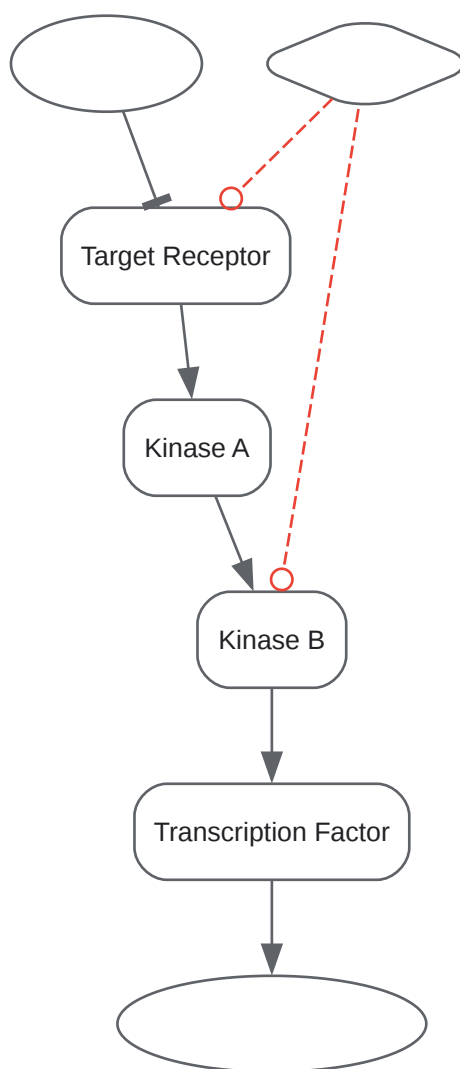 Target Receptor
Kinase A
Kinase B
Transcription Factor